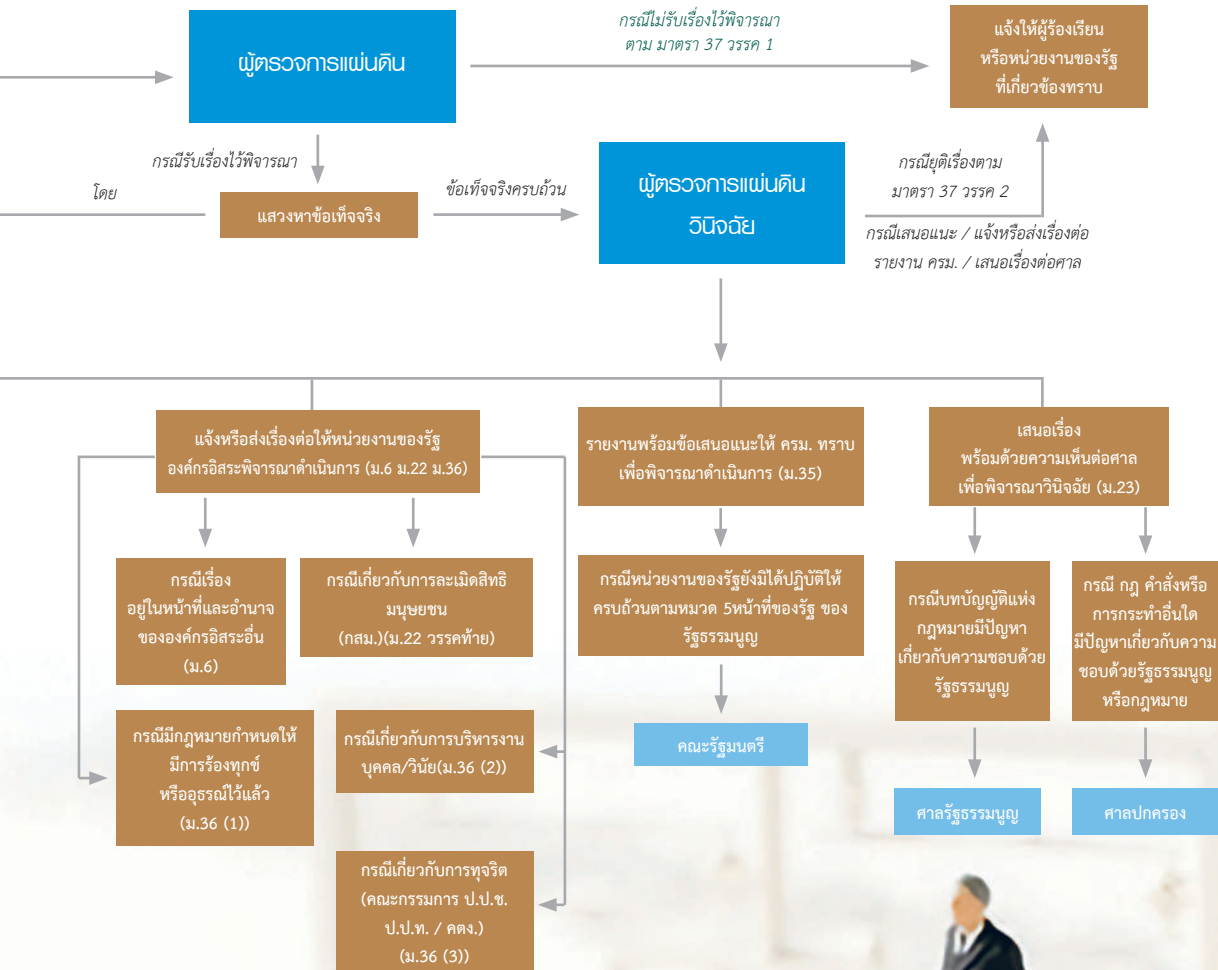 กรณีไม่รับเรื่องไว้พิจารณา
ตาม มาตรา 37 วรรค 1
ผู้ตรวจการแผ่นดิน
แจ้งให้ผู้ร้องเรียน
หรือหน่วยงานของรัฐ
ที่เกี่ยวข้องทราบ
กรณีรับเรื่องไว้พิจารณา
โดย
แสวงหาข้อเท็จจริง
ข้อเท็จจริงครบถ้วน
ผู้ตรวจการแผ่นดิน
วินิจฉัย
กรณียุติเรื่องตาม
มาตรา 37 วรรค 2
กรณีเสนอแนะ / แจ้งหรือส่งเรื่องต่อ
รายงาน ครม. / เสนอเรื่องต่อศาล
แจ้งหรือส่งเรื่องต่อให้หน่วยงานของรัฐ
องค์กรอิสระพิจารณาดำเนินการ (ม.6 ม.22 ม.36)
รายงานพร้อมข้อเสนอแนะให้ ครม. ทราบ
เพื่อพิจารณาดำเนินการ (ม.35)
เสนอเรื่อง
พร้อมด้วยความเห็นต่อศาล
เพื่อพิจารณาวินิจฉัย (ม.23)
กรณีเรื่อง
อยู่ในหน้าที่และอำนาจ
ขององค์กรอิสระอื่น
(ม.6)
กรณีเกี่ยวกับการละเมิดสิทธิ
มนุษยชน
(กสม.)(ม.22 วรรคท้าย)
กรณีหน่วยงานของรัฐยังมิได้ปฏิบัติให้
ครบถ้วนตามหมวด 5หน้าที่ของรัฐ ของ
รัฐธรรมนูญ
กรณีบทบัญญัติแห่ง
กฎหมายมีปัญหา
เกี่ยวกับความชอบด้วย
รัฐธรรมนูญ
กรณี กฎ คำสั่งหรือ
การกระทำอื่นใด
มีปัญหาเกี่ยวกับความ
ชอบด้วยรัฐธรรมนูญ
หรือกฎหมาย
กรณีมีกฎหมายกำหนดให้
มีการร้องทุกข์
หรืออุธรณ์ไว้แล้ว
(ม.36 (1))
กรณีเกี่ยวกับการบริหารงาน
บุคคล/วินัย(ม.36 (2))
คณะรัฐมนตรี
ศาลรัฐธรรมนูญ
ศาลปกครอง
กรณีเกี่ยวกับการทุจริต
(คณะกรรมการ ป.ป.ช.
ป.ป.ท. / คตง.)
(ม.36 (3))